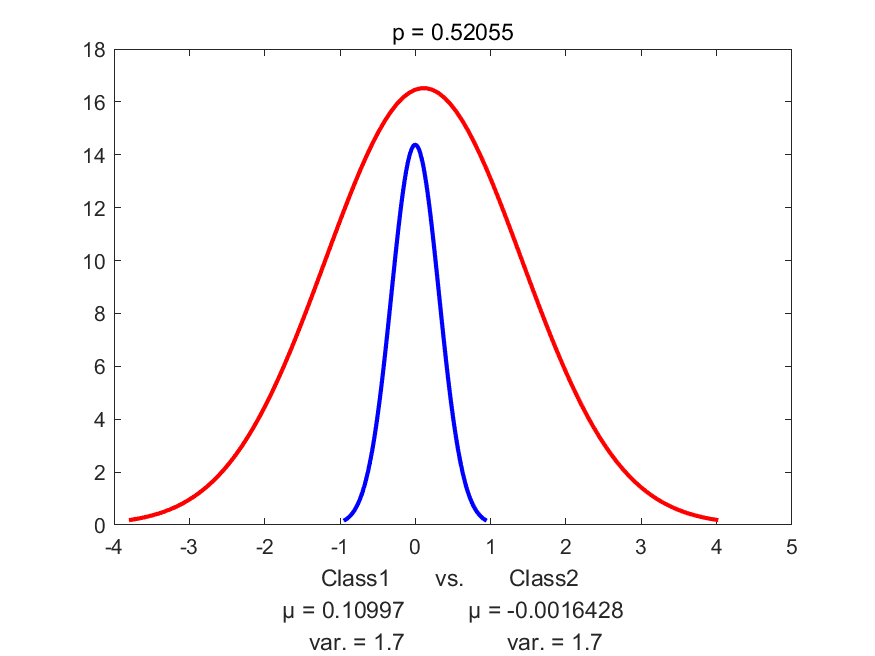 p = 0.52055
18
16
14
12
10
8
6
4
2
0
-4 -3 -2 -1 0 1 2 3 4 5
Class1 vs. Class2
μ = 0.10997 μ = -0.0016428
var. = 1.7 var. = 1.7